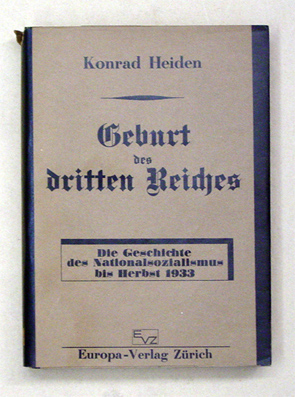 Konrad Heiden
Geburt
des
dritten Reiches
Die Geschichte
des Nationalsozialismus
bis Herbst 1933
EVZ
Europa-Verlag Zürich